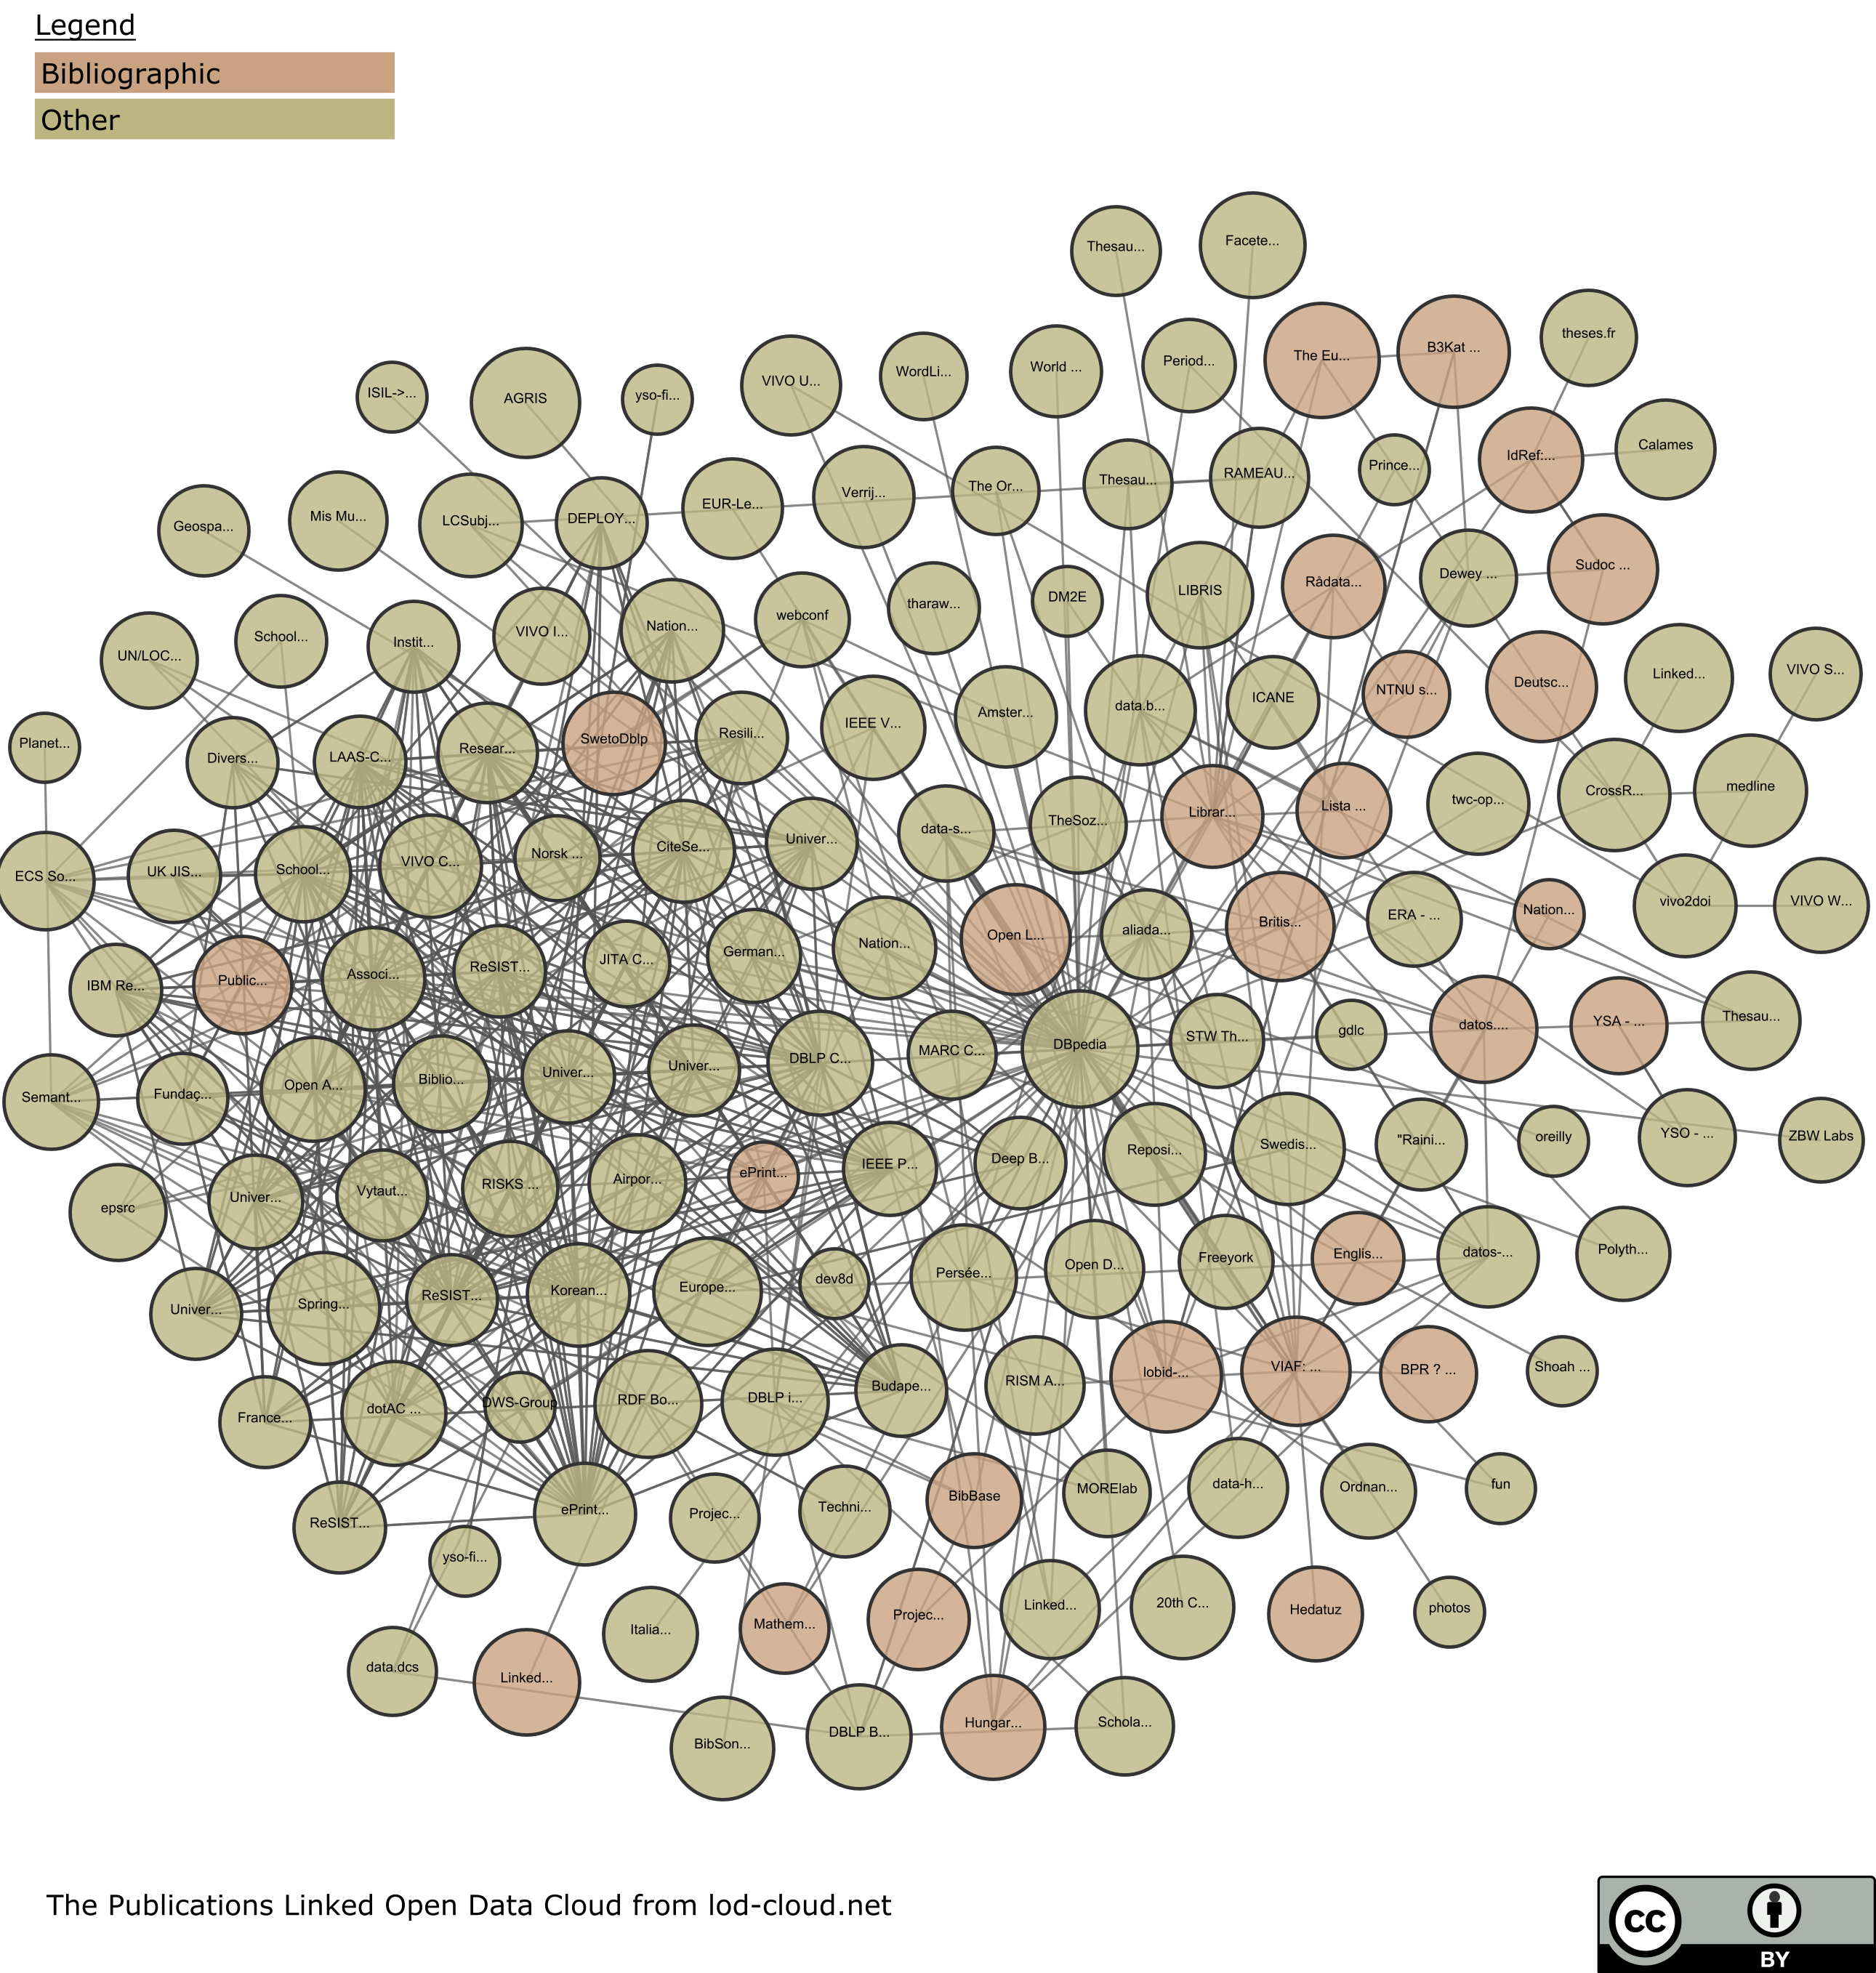 Legend
Bibliographic
Other
Thesau...
Facete...
theses.fr
The Eu...
B3Kat ...
Period...
World ...
WordLi...
VIVO U...
ISIL->...
AGRIS
yso-fi...
Calames
IdRef:...
Prince...
RAMEAU...
Thesau...
The Or...
Verrij...
EUR-Le...
DEPLOY...
LCSubj...
Mis Mu...
Geospa...
Sudoc ...
Dewey ...
Rådata...
LIBRIS
DM2E
tharaw...
webconf
Nation...
VIVO I...
Instit...
School...
UN/LOC...
VIVO S...
Linked...
Deutsc...
NTNU s...
ICANE
data.b...
Amster...
IEEE V...
Resili...
SwetoDblp
Resear...
LAAS-C...
Divers...
Planet...
medline
CrossR...
twc-op...
Lista ...
Librar...
TheSoz...
data-s...
Univer...
CiteSe...
Norsk ...
VIVO C...
School...
UK JIS...
ECS So...
VIVO W...
vivo2doi
Nation...
ERA - ...
Britis...
aliada...
Open L...
Nation...
German...
JITA C...
ReSIST...
Associ...
Public...
IBM Re...
Thesau...
YSA - ...
datos....
gdlc
STW Th...
DBpedia
MARC C...
DBLP C...
Univer...
Univer...
Biblio...
Open A...
Fundaç...
Semant...
ZBW Labs
YSO - ...
oreilly
"Raini...
Swedis...
Reposi...
Deep B...
IEEE P...
ePrint...
Airpor...
RISKS ...
Vytaut...
Univer...
epsrc
Polyth...
datos-...
Englis...
Freeyork
Open D...
Persée...
dev8d
Europe...
Korean...
ReSIST...
Spring...
Univer...
Shoah ...
BPR ? ...
VIAF: ...
lobid-...
RISM A...
Budape...
DBLP i...
RDF Bo...
DWS-Group
dotAC ...
France...
fun
Ordnan...
data-h...
MORElab
BibBase
Techni...
Projec...
ePrint...
ReSIST...
yso-fi...
photos
Hedatuz
20th C...
Linked...
Projec...
Mathem...
Italia...
Linked...
data.dcs
Schola...
Hungar...
DBLP B...
BibSon...
The Publications Linked Open Data Cloud from lod-cloud.net
cc
BY